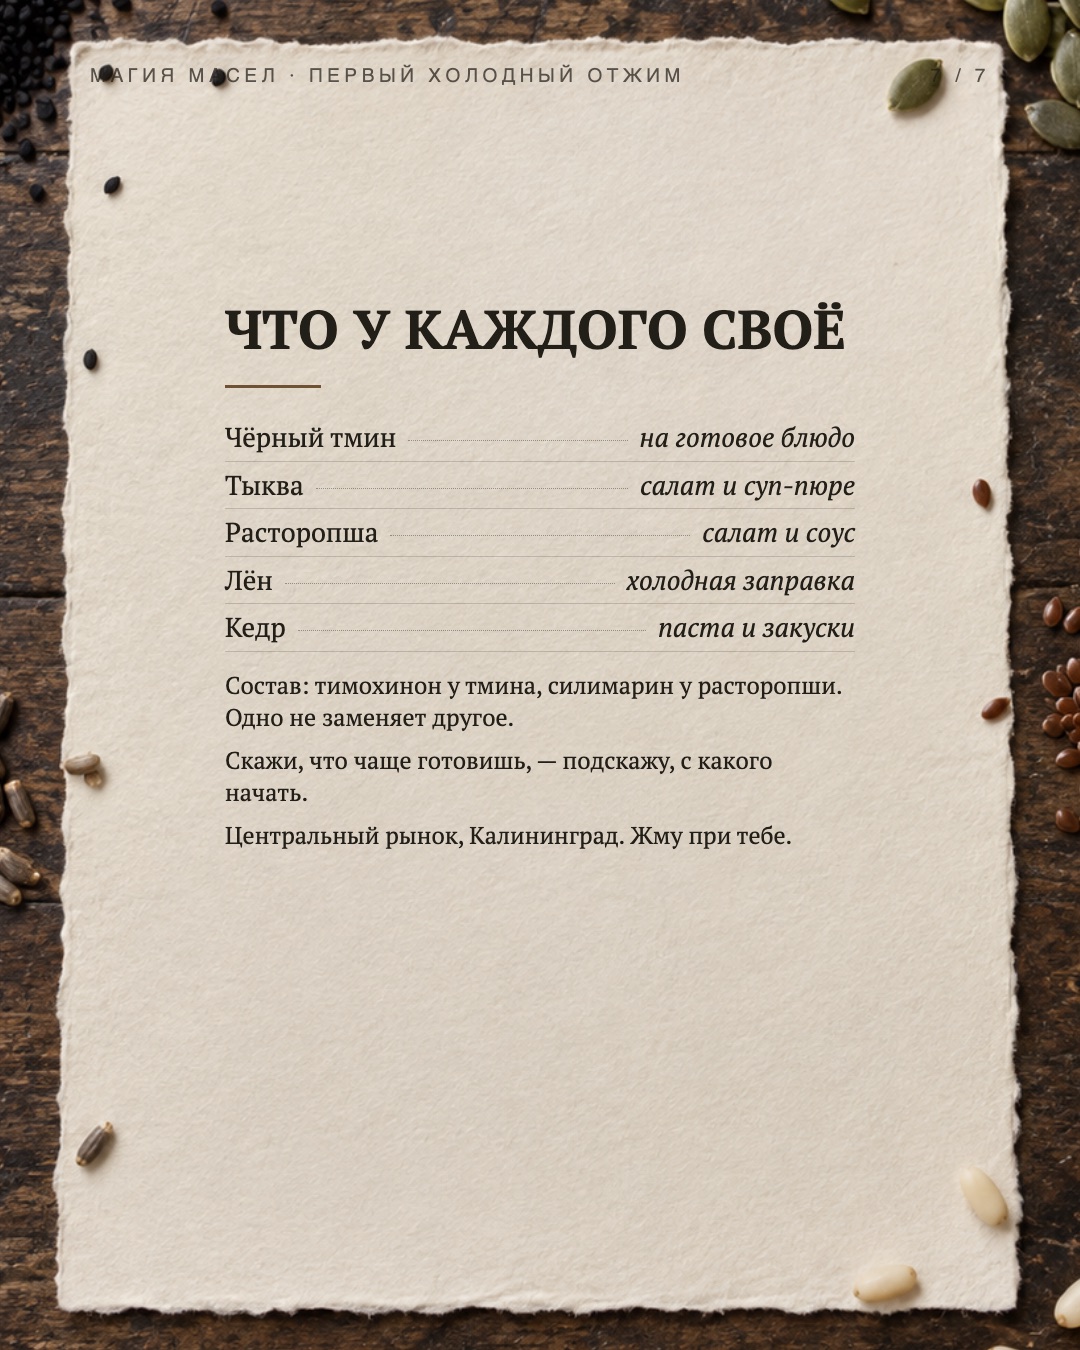 МАГИЯ МАСЕЛ · ПЕРВЫЙ ХОЛОДНЫЙ ОТЖИМ
7 / 7
ЧТО У КАЖДОГО СВОЁ
Чёрный тмин на готовое блюдо
Тыква салат и суп-пюре
Расторопша салат и соус
Лён холодная заправка
Кедр паста и закуски
Состав: тимохинон у тмина, силимарин у расторопши.
Одно не заменяет другое.
Скажи, что чаще готовишь, — подскажу, с какого
начать.
Центральный рынок, Калининград. Жму при тебе.